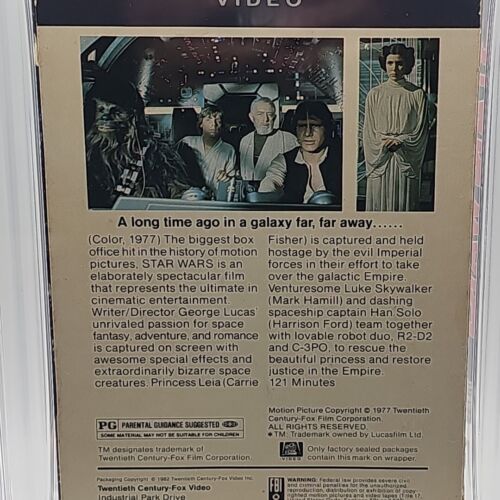 VIDEO
A long time ago in a galaxy far, far away......
(Color, 1977) The biggest box
office hit in the history of motion
pictures, STAR WARS is an
elaborately spectacular film
that represents the ultimate in
cinematic entertainment.
Writer/Director George Lucas'
unrivaled passion for space
fantasy, adventure, and romance
is captured on screen with
awesome special effects and
extraordinarily bizarre space
creatures. Princess Leia (Carrie
Fisher) is captured and held
hostage by the evil Imperial
forces in their effort to take
over the galactic Empire.
Venturesome Luke Skywalker
(Mark Hamill) and dashing
spaceship captain Han Solo
(Harrison Ford) team together
with lovable robot duo, R2-D2
and C-3PO, to rescue the
beautiful princess and restore
justice in the Empire.
121 Minutes
PG PARENTAL GUIDANCE SUGGESTED
SOME MATERIAL MAY NOT BE SUITABLE FOR CHILDREN
TM designates trademark of
Twentieth Century-Fox Film Corporation.
Motion Picture Copyright © 1977 Twentieth
Century-Fox Film Corporation.
ALL RIGHTS RESERVED.
*TM: Trademark owned by Lucasfilm Ltd.
VIDEO
Only factory sealed packages
contain this mark on wrapper.
Packaging Copyright © 1982 Twentieth Century-Fox Video Inc.
Twentieth Century-Fox Video
Industrial Park Drive
WARNING: Federal law provides severe civil
and criminal penalties for the unauthorized
reproduction, distribution or exhibition of copy-
righted motion pictures and video tapes